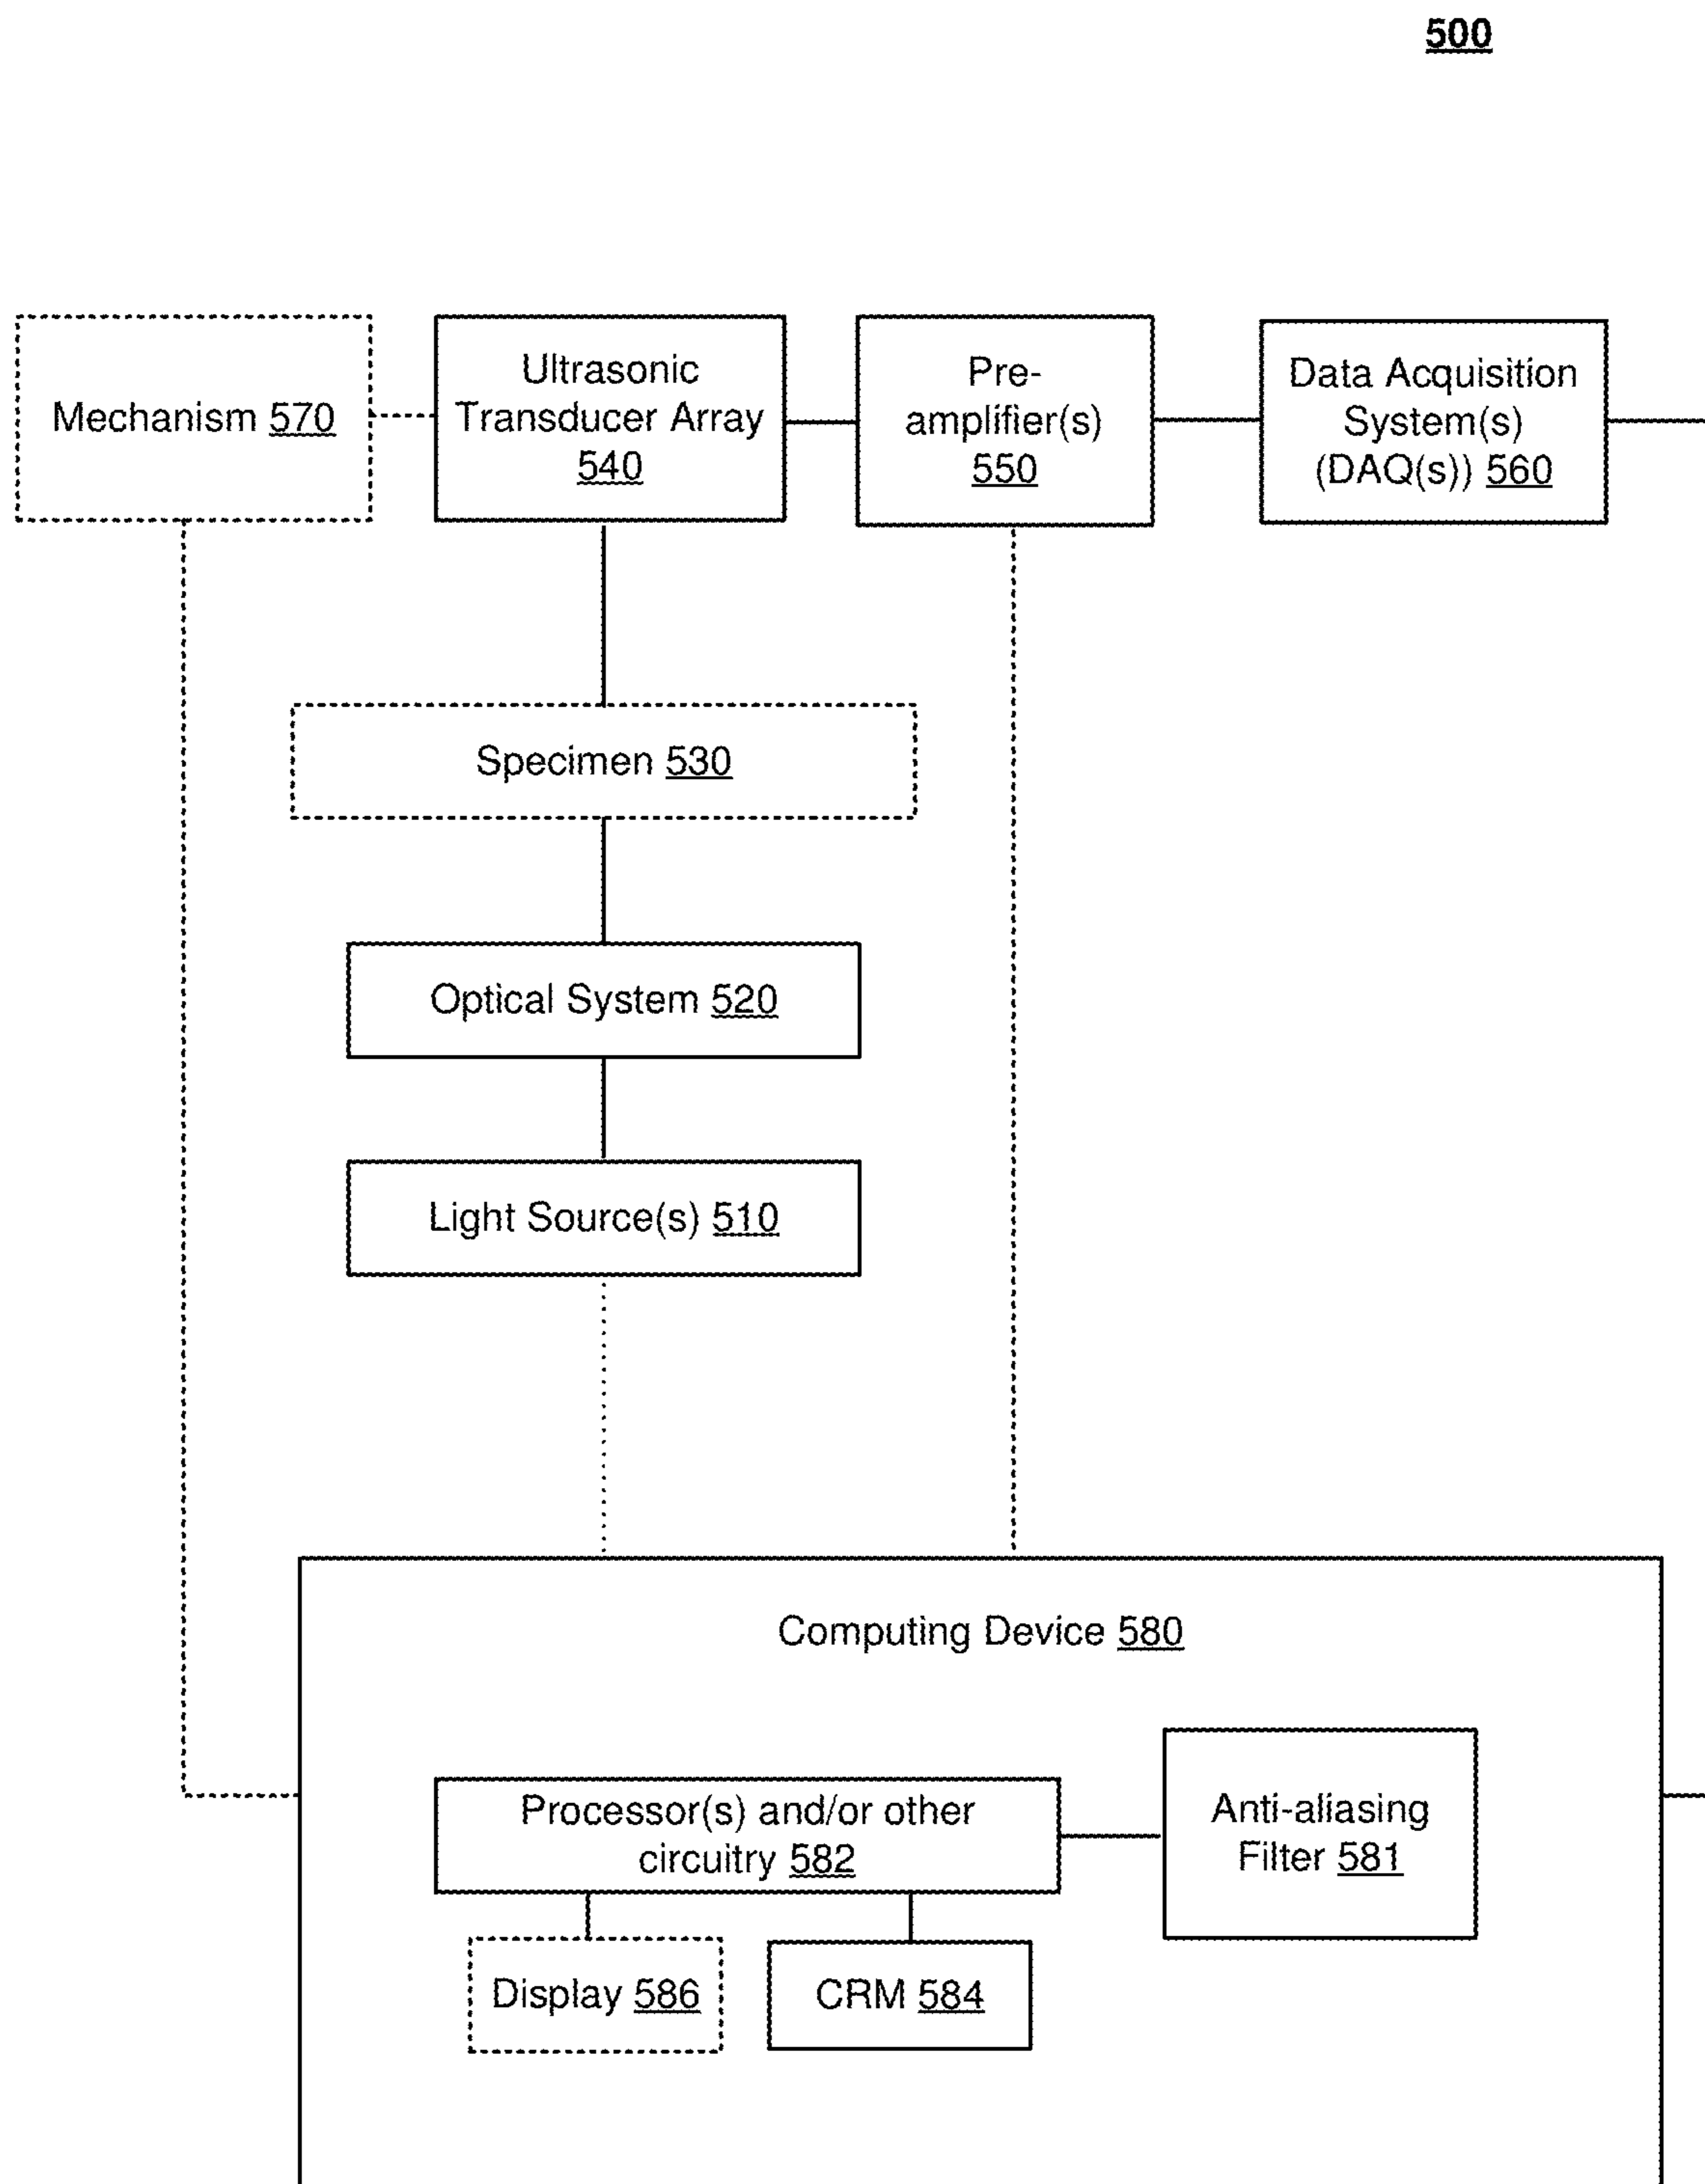 500
Mechanism 570
Ultrasonic
Transducer Array
540
Pre-
amplifier(s)
550
Data Acquisition
System(s)
(DAQ(s)) 560
Specimen 530
Optical System 520
Light Source(s) 510
Computing Device 580
Processor(s) and/or other
circuitry 582
Anti-aliasing
Filter 581
Display 586
CRM 584